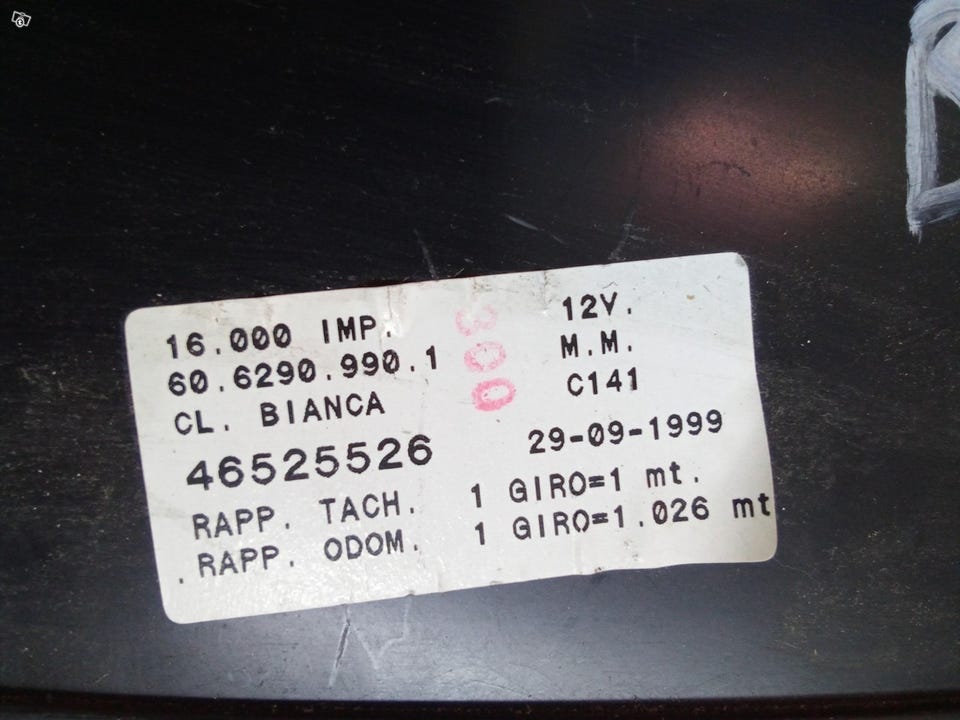 16.000 IMP. 12V.
60.6290.990.1 M.M.
CL. BIANCA C141
300
46525526 29-09-1999
RAPP. TACH. 1 GIRO=1 mt.
.RAPP. ODOM. 1 GIRO=1.026 mt